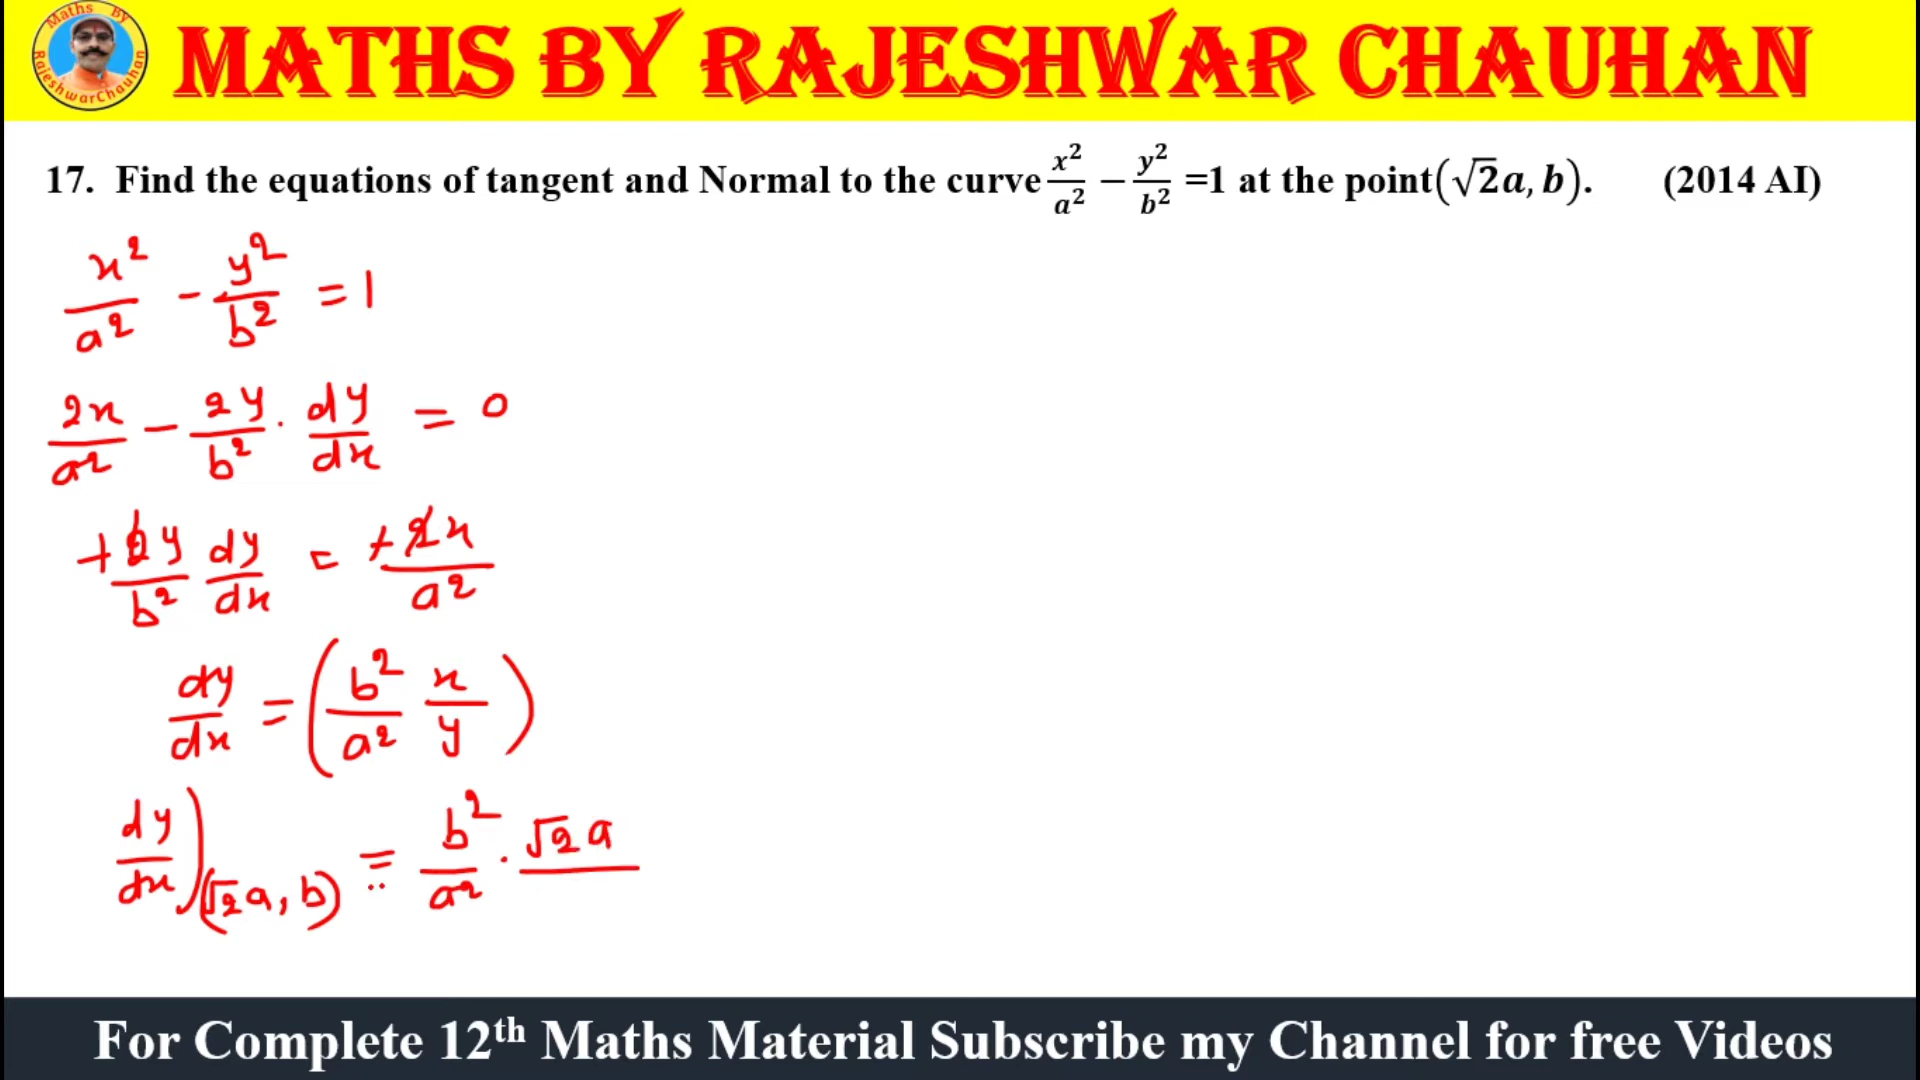 Maths By RajeshwarChauhan
MATHS BY RAJESHWAR CHAUHAN
17. Find the equations of tangent and Normal to the curve x²/a² − y²/b² =1 at the point(√2a, b). (2014 AI)
x²/a² - y²/b² = 1
2x/a² - 2y/b² . dy/dx = 0
+2y/b² dy/dx = +2x/a²
dy/dx = (b²/a² x/y)
dy/dx)(√2a, b) = b²/a² . √2a/
For Complete 12th Maths Material Subscribe my Channel for free Videos